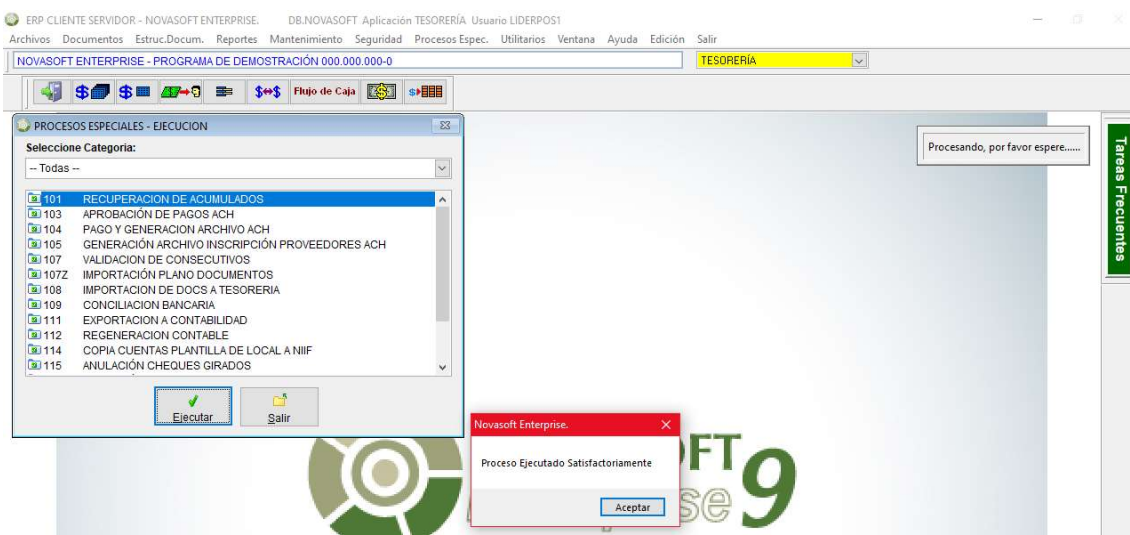 ERP CLIENTE SERVIDOR - NOVASOFT ENTERPRISE. DB.NOVASOFT Aplicación TESORERÍA Usuario LIDERPOS1
Archivos Documentos Estruc.Docum. Reportes Mantenimiento Seguridad Procesos Espec. Utilitarios Ventana Ayuda Edición Salir
NOVASOFT ENTERPRISE - PROGRAMA DE DEMOSTRACIÓN 000.000.000-0 TESORERÍA
Flujo de Caja
PROCESOS ESPECIALES - EJECUCION
Seleccione Categoria:
-- Todas --
101 RECUPERACION DE ACUMULADOS
103 APROBACIÓN DE PAGOS ACH
104 PAGO Y GENERACION ARCHIVO ACH
105 GENERACIÓN ARCHIVO INSCRIPCIÓN PROVEEDORES ACH
107 VALIDACION DE CONSECUTIVOS
107Z IMPORTACIÓN PLANO DOCUMENTOS
108 IMPORTACION DE DOCS A TESORERIA
109 CONCILIACION BANCARIA
111 EXPORTACION A CONTABILIDAD
112 REGENERACION CONTABLE
114 COPIA CUENTAS PLANTILLA DE LOCAL A NIIF
115 ANULACIÓN CHEQUES GIRADOS
Ejecutar Salir
Procesando, por favor espere......
Tareas Frecuentes
Novasoft Enterprise.
Proceso Ejecutado Satisfactoriamente
Aceptar
FT
se 9